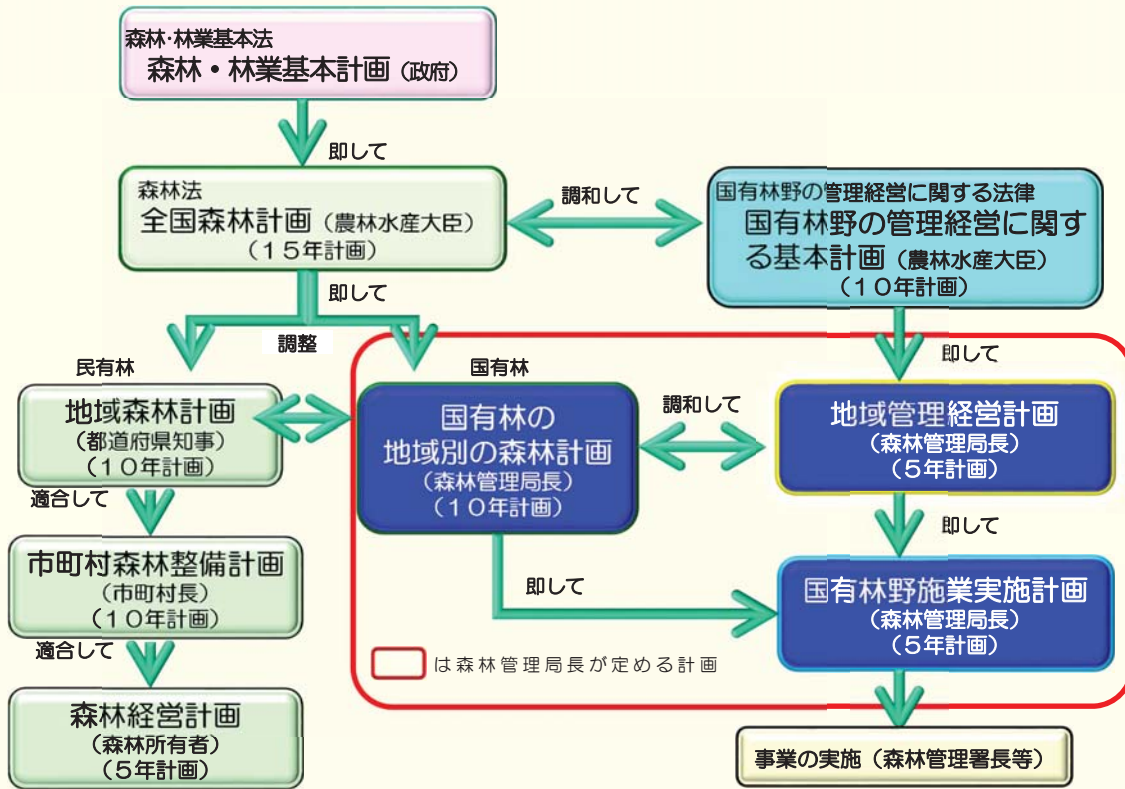 森林・林業基本法
森林・林業基本計画（政府）
即して
森林法
全国森林計画（農林水産大臣）
（１５年計画）
調和して
国有林野の管理経営に関する法律
国有林野の管理経営に関す
る基本計画（農林水産大臣）
（１０年計画）
即して
調整
即して
民有林
国有林
地域森林計画
（都道府県知事）
（１０年計画）
国有林の
地域別の森林計画
（森林管理局長）
（１０年計画）
調和して
地域管理経営計画
（森林管理局長）
（５年計画）
適合して
即して
市町村森林整備計画
（市町村長）
（１０年計画）
即して
国有林野施業実施計画
（森林管理局長）
（５年計画）
適合して
は森林管理局長が定める計画
森林経営計画
（森林所有者）
（５年計画）
事業の実施（森林管理署長等）